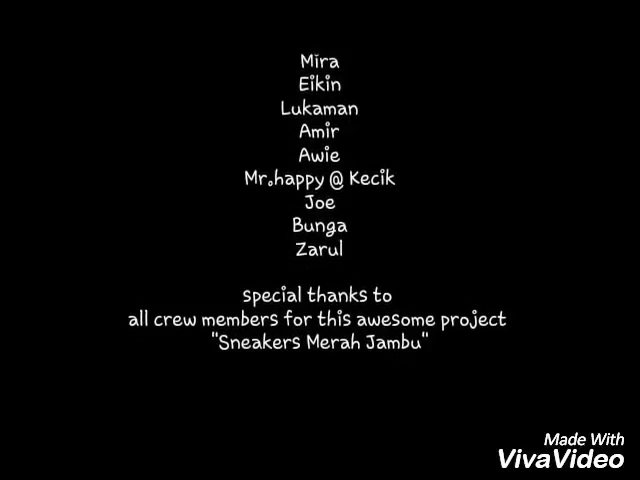 Mira
Eikin
Lukaman
Amir
Awie
Mr.happy @ Kecik
Joe
Bunga
Zarul
special thanks to
all crew members for this awesome project
"Sneakers Merah Jambu"
Made With
VivaVideo